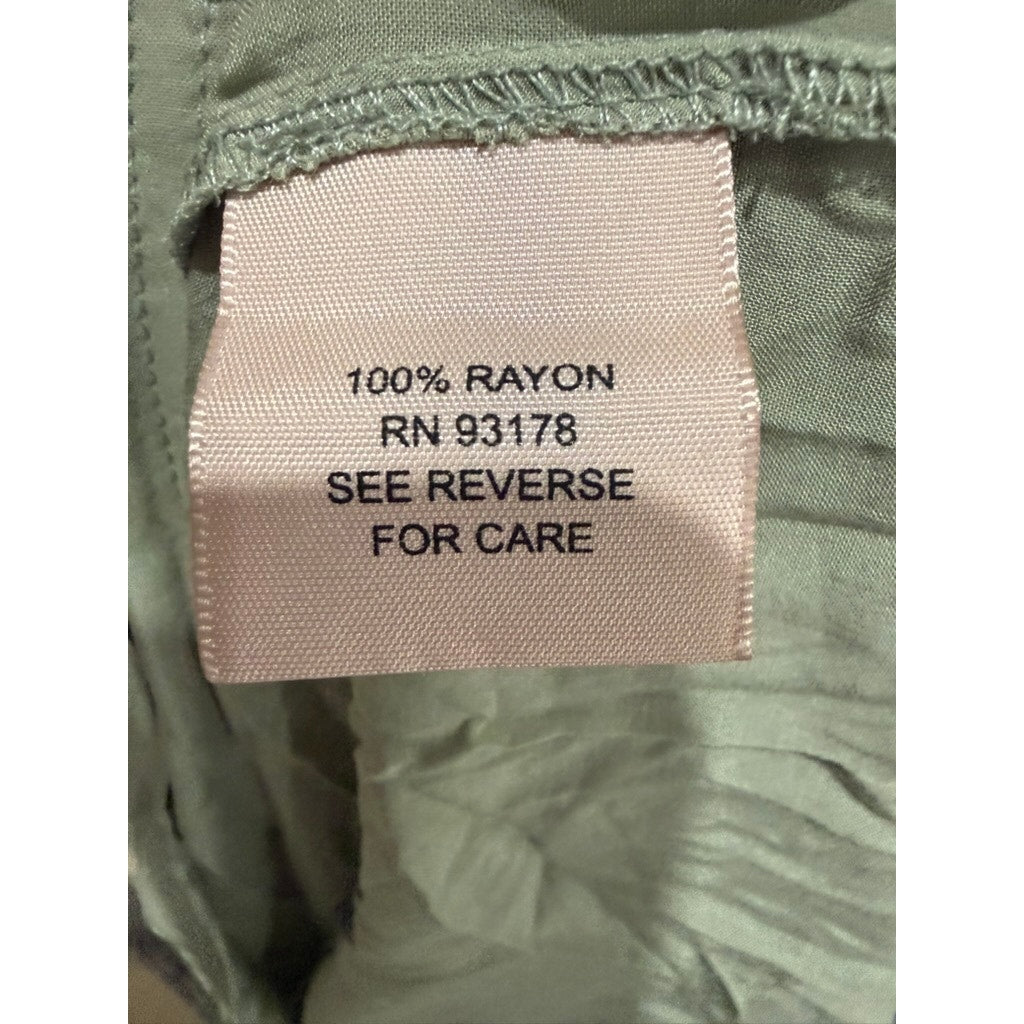 100% RAYON
RN 93178
SEE REVERSE
FOR CARE